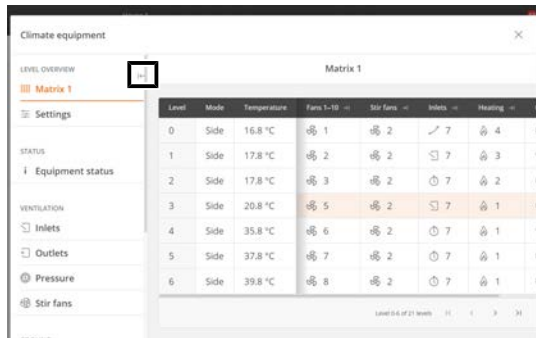 Climate equipment
LEVEL OVERVIEW
Matrix 1
Matrix 1
Settings
Level Mode Temperature Fans 1–10 Stir fans Inlets Heating
0 Side 16.8 °C 1 2 7 4
STATUS
1 Side 17.8 °C 2 2 7 3
i Equipment status
2 Side 17.8 °C 3 2 7 2
VENTILATION
3 Side 20.8 °C 5 2 7 1
Inlets
4 Side 35.8 °C 6 2 7 1
Outlets
5 Side 37.8 °C 7 2 7 1
Pressure
6 Side 39.8 °C 8 2 7 1
Stir fans
Level 0-6 of 21 levels